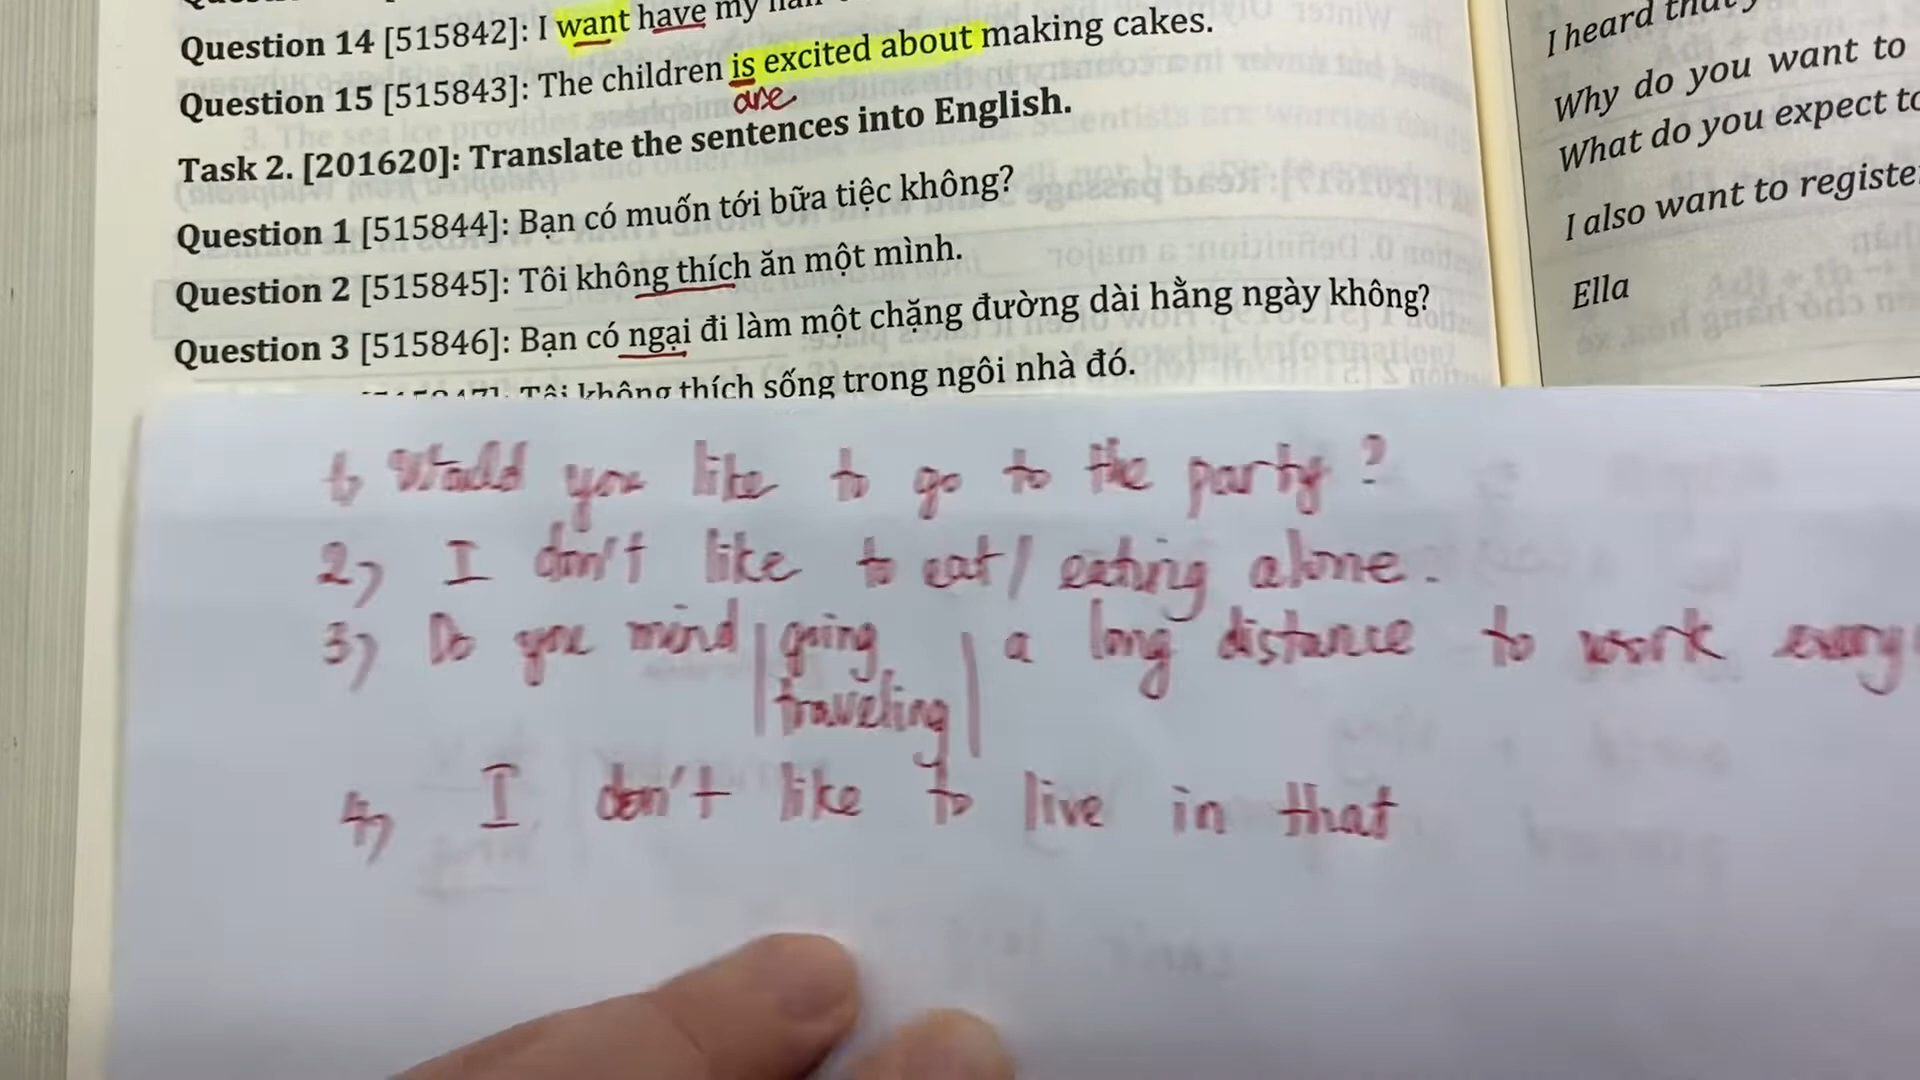 Question 14 [515842]: I want have my
Question 15 [515843]: The children is excited about making cakes.
are
Task 2. [201620]: Translate the sentences into English.
Question 1 [515844]: Bạn có muốn tới bữa tiệc không?
Question 2 [515845]: Tôi không thích ăn một mình.
Question 3 [515846]: Bạn có ngại đi làm một chặng đường dài hằng ngày không?
Tôi không thích sống trong ngôi nhà đó.
I heard
Why do you want to
What do you expect to
I also want to
Ella
Would you like to go to the party?
2) I don't like to eat / eating alone.
3) Do you mind | going | a long distance to work every
traveling
4) I don't like to live in that